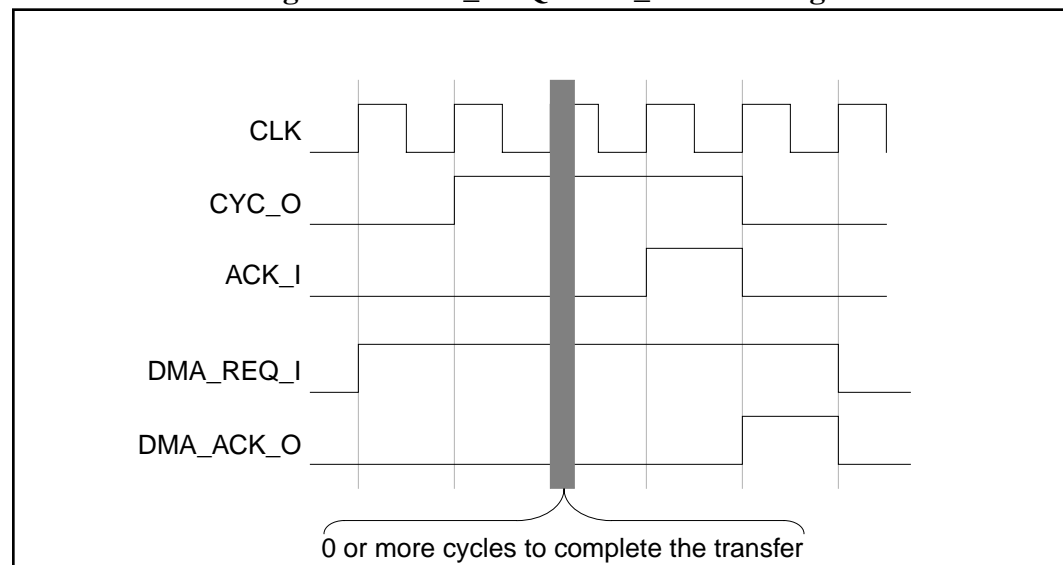 CLK
CYC_O
ACK_I
DMA_REQ_I
DMA_ACK_O
0 or more cycles to complete the transfer